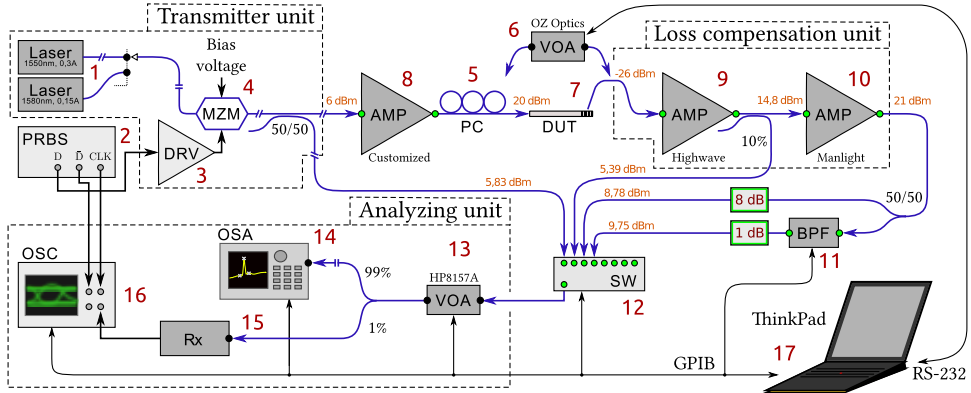 Transmitter unit
Laser
1550nm, 0,3A
1
Laser
1580nm, 0,15A
Bias
voltage
4
MZM
50/50
PRBS
D D̄ CLK
2
DRV
3
6 dBm
8
AMP
Customized
5
PC
20 dBm
6
OZ Optics
VOA
7
DUT
-26 dBm
Loss compensation unit
9
AMP
Highwave
14,8 dBm
10%
10
AMP
Manlight
21 dBm
5,83 dBm
5,39 dBm
8,78 dBm
8 dB
50/50
9,75 dBm
1 dB
BPF
11
SW
12
Analyzing unit
OSA
14
13
HP8157A
VOA
99%
1%
OSC
16
15
Rx
GPIB
ThinkPad
17
RS-232